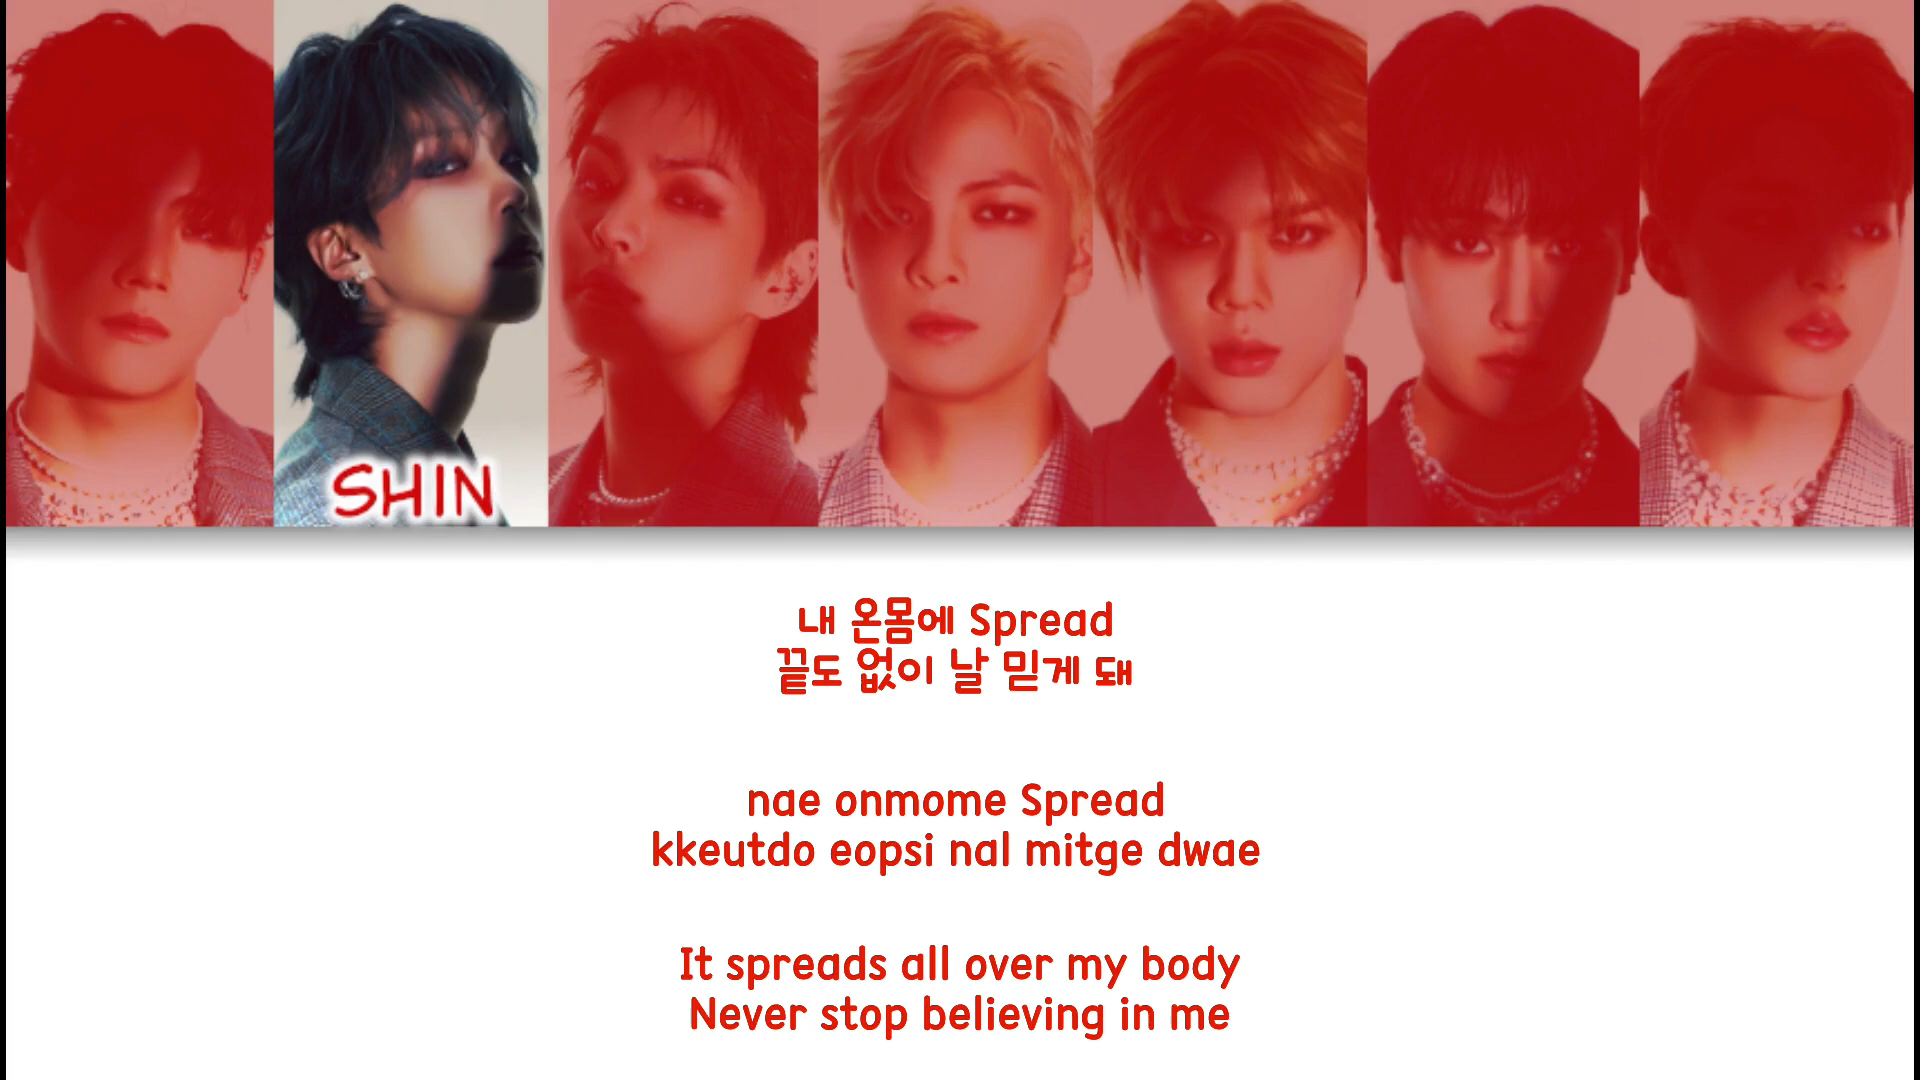 SHIN
내 온몸에 Spread
끝도 없이 날 믿게 돼
nae onmome Spread
kkeutdo eopsi nal mitge dwae
It spreads all over my body
Never stop believing in me